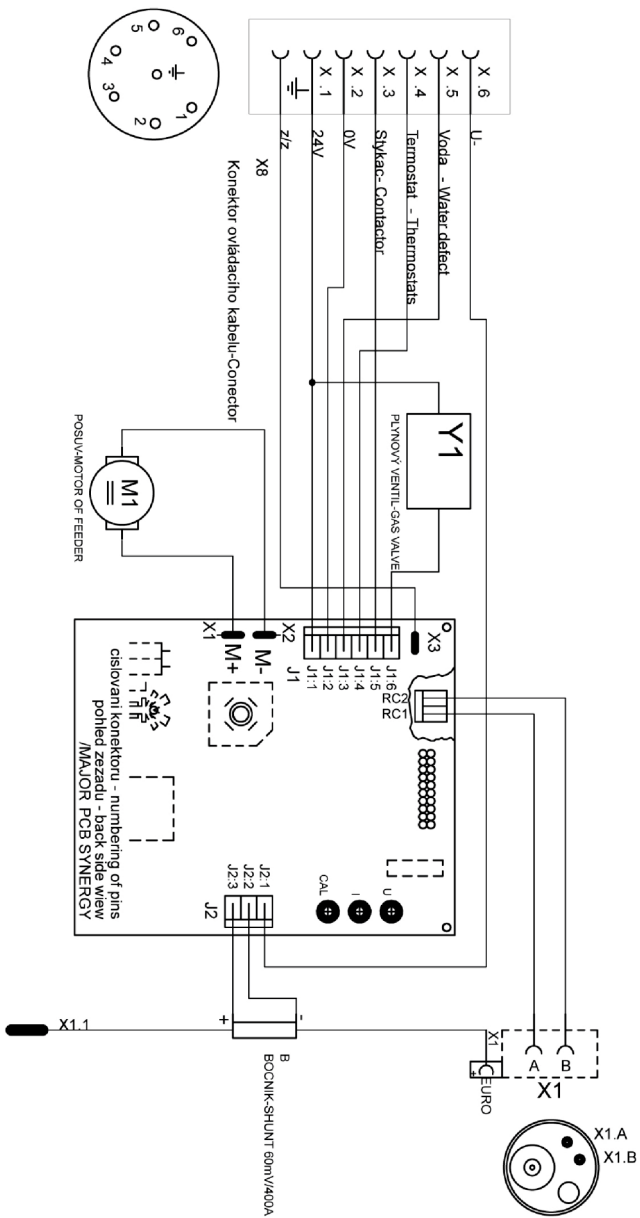 5
6
4
3
2
1
X .6
X .5
X .4
X .3
X .2
X .1
U-
Voda - Water defect
Termostat - Thermostats
Stykac- Contactor
0V
24V
z/z
X8
Konektor ovládaciho kabelu-Conector
Y1
PLYNOVÝ VENTIL-GAS VALVE
M1
POSUV-MOTOR OF FEEDER
X3
X2
X1
M-
M+
J1
J1:6
J1:5
J1:4
J1:3
J1:2
J1:1
RC2
RC1
cislovani konektoru - numbering of pins
pohled zezadu - back side wiew
/MAJOR PCB SYNERGY
U
I
CAL
J2:1
J2:2
J2:3
J2
+
-
B
BOCNIK-SHUNT 60mV/400A
X1.1
X1
+
EURO
A
B
X1
X1.A
X1.B